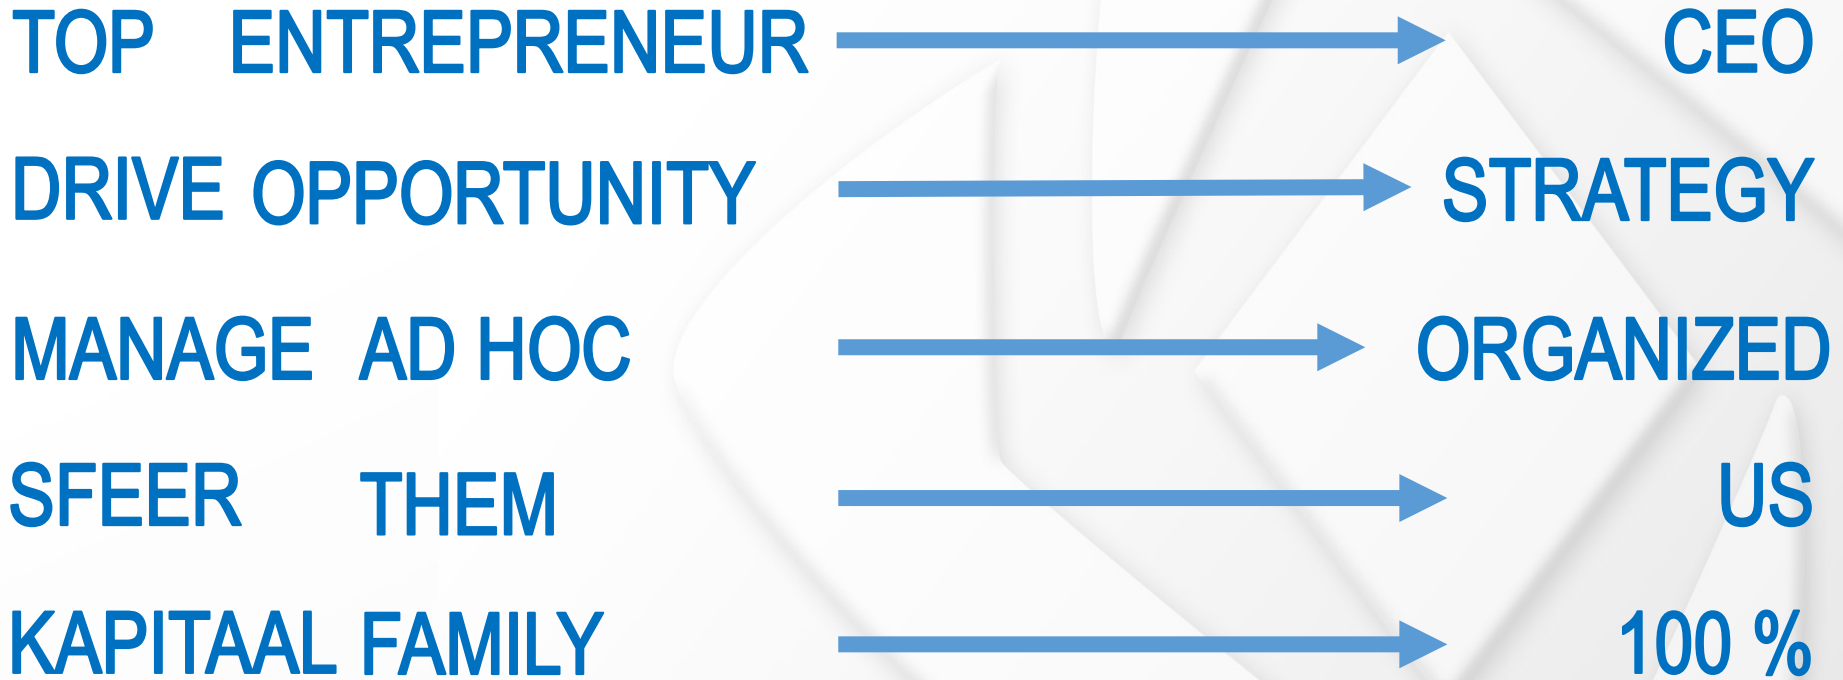 TOP ENTREPRENEUR CEO
DRIVE OPPORTUNITY STRATEGY
MANAGE AD HOC ORGANIZED
SFEER THEM US
KAPITAAL FAMILY 100 %